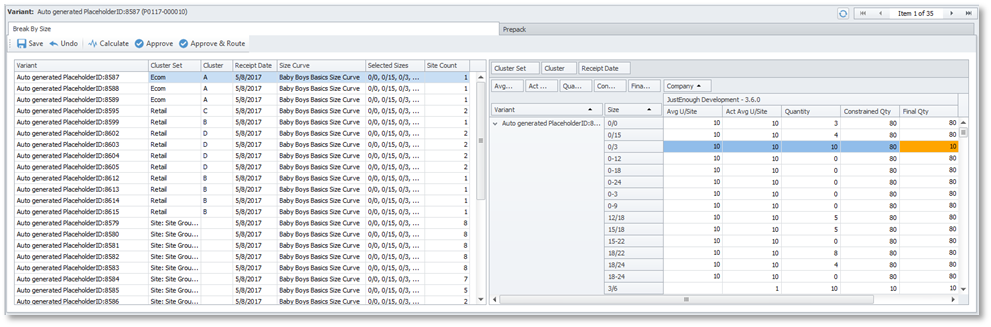 Variant: Auto generated PlaceholderID:8587 (P0117-000010) Item 1 of 35
Break By Size Prepack
Save Undo Calculate Approve Approve & Route
Variant Cluster Set Cluster Receipt Date Size Curve Selected Sizes Site Count
Auto generated PlaceholderID:8587 Ecom A 5/8/2017 Baby Boys Basics Size Curve 0/0, 0/15, 0/3, ... 1
Auto generated PlaceholderID:8588 Ecom A 5/8/2017 Baby Boys Basics Size Curve 0/0, 0/15, 0/3, ... 1
Auto generated PlaceholderID:8589 Ecom A 5/8/2017 Baby Boys Basics Size Curve 0/0, 0/15, 0/3, ... 1
Auto generated PlaceholderID:8595 Retail C 5/8/2017 Baby Boys Basics Size Curve 0/0, 0/15, 0/3, ... 2
Auto generated PlaceholderID:8599 Retail B 5/8/2017 Baby Boys Basics Size Curve 0/0, 0/15, 0/3, ... 1
Auto generated PlaceholderID:8602 Retail D 5/8/2017 Baby Boys Basics Size Curve 0/0, 0/15, 0/3, ... 2
Auto generated PlaceholderID:8603 Retail D 5/8/2017 Baby Boys Basics Size Curve 0/0, 0/15, 0/3, ... 2
Auto generated PlaceholderID:8604 Retail D 5/8/2017 Baby Boys Basics Size Curve 0/0, 0/15, 0/3, ... 2
Auto generated PlaceholderID:8605 Retail D 5/8/2017 Baby Boys Basics Size Curve 0/0, 0/15, 0/3, ... 2
Auto generated PlaceholderID:8612 Retail B 5/8/2017 Baby Boys Basics Size Curve 0/0, 0/15, 0/3, ... 1
Auto generated PlaceholderID:8613 Retail B 5/8/2017 Baby Boys Basics Size Curve 0/0, 0/15, 0/3, ... 1
Auto generated PlaceholderID:8614 Retail B 5/8/2017 Baby Boys Basics Size Curve 0/0, 0/15, 0/3, ... 1
Auto generated PlaceholderID:8615 Retail B 5/8/2017 Baby Boys Basics Size Curve 0/0, 0/15, 0/3, ... 1
Auto generated PlaceholderID:8579 Site: Site Grou... 5/8/2017 Baby Boys Basics Size Curve 0/0, 0/15, 0/3, ... 8
Auto generated PlaceholderID:8580 Site: Site Grou... 5/8/2017 Baby Boys Basics Size Curve 0/0, 0/15, 0/3, ... 8
Auto generated PlaceholderID:8581 Site: Site Grou... 5/8/2017 Baby Boys Basics Size Curve 0/0, 0/15, 0/3, ... 8
Auto generated PlaceholderID:8582 Site: Site Grou... 5/8/2017 Baby Boys Basics Size Curve 0/0, 0/15, 0/3, ... 8
Auto generated PlaceholderID:8583 Site: Site Grou... 5/8/2017 Baby Boys Basics Size Curve 0/0, 0/15, 0/3, ... 8
Auto generated PlaceholderID:8584 Site: Site Grou... 5/8/2017 Baby Boys Basics Size Curve 0/0, 0/15, 0/3, ... 7
Auto generated PlaceholderID:8585 Site: Site Grou... 5/8/2017 Baby Boys Basics Size Curve 0/0, 0/15, 0/3, ... 5
Auto generated PlaceholderID:8586 Site: Site Grou... 5/8/2017 Baby Boys Basics Size Curve 0/0, 0/15, 0/3, ... 2
Cluster Set Cluster Receipt Date
Avg... Act ... Qua... Con... Fina... Company
JustEnough Development - 3.6.0
Variant Size Avg U/Site Act Avg U/Site Quantity Constrained Qty Final Qty
Auto generated PlaceholderID:8... 0/0 10 10 3 80 80
0/15 10 10 4 80 80
0/3 10 10 10 80 10
0-12 10 10 0 80 80
0-18 10 10 0 80 80
0-24 10 10 0 80 80
0-3 10 10 0 80 80
0-9 10 10 0 80 80
12/18 10 10 5 80 80
15/18 10 10 5 80 80
15-22 10 10 0 80 80
18/22 10 10 8 80 80
18/24 10 10 4 80 80
18-24 10 10 0 80 80
3/6 10 1 10 10 10